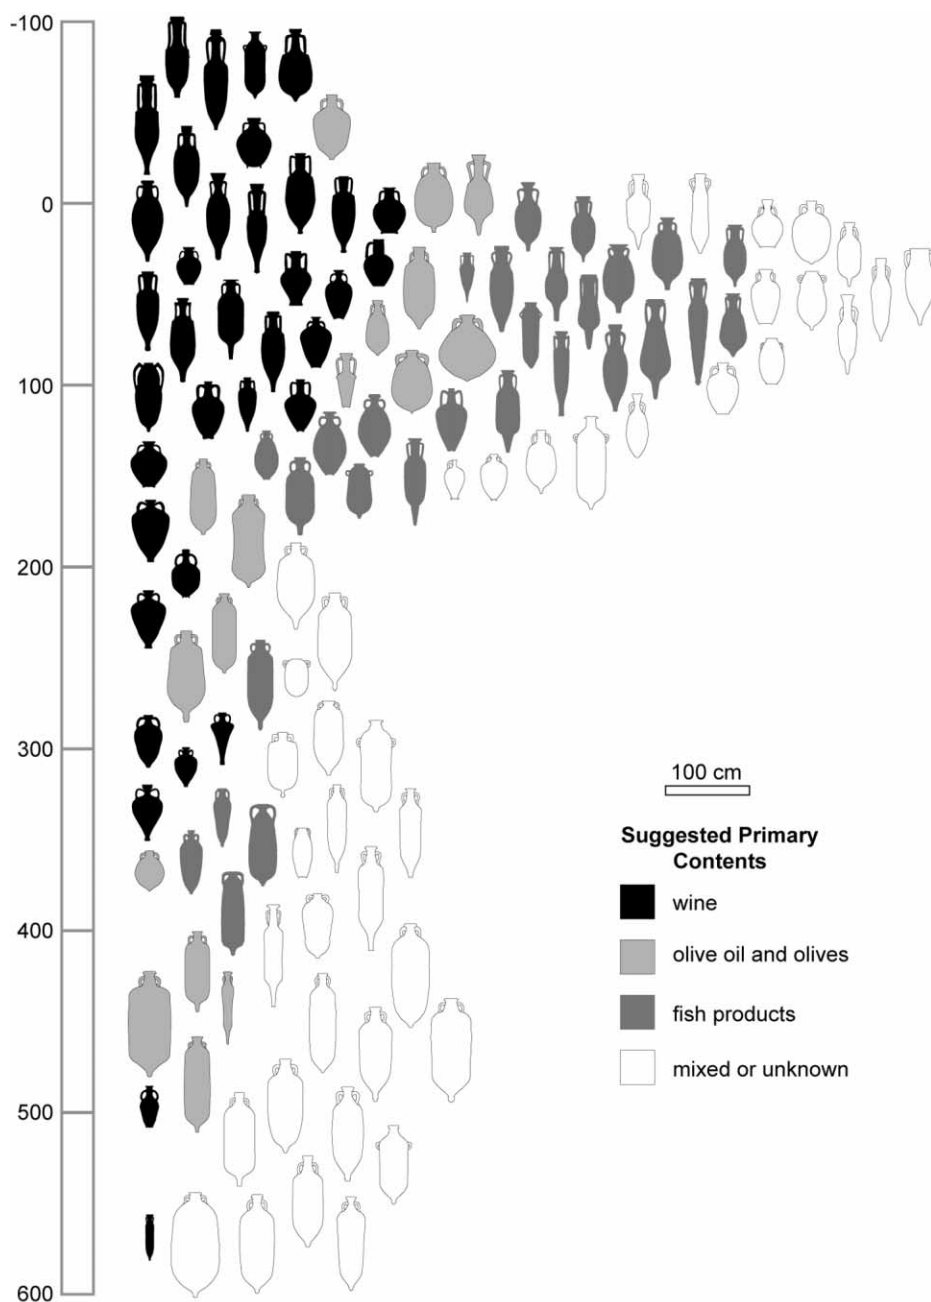 -100
0
100
200
300
400
500
600
100 cm
Suggested Primary
Contents
wine
olive oil and olives
fish products
mixed or unknown